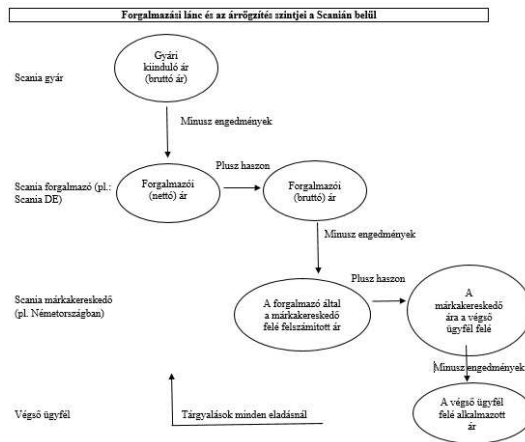 Forgalmazási lánc és az árrögzítés szintjei a Scanián belül
Gyári
kiinduló ár
(bruttó ár)
Scania gyár
Minusz engedmények
Plusz haszon
Scania forgalmazó (pl.:
Scania DE)
Forgalmazói
(nettó) ár
Forgalmazói
(bruttó) ár
Minusz engedmények
Plusz haszon
Scania márkakereskedő
(pl. Németországban)
A forgalmazó által
a márkakereskedő
felé felszámított ár
A
márkakereskedő
ára a végső
ügyfél felé
Minusz engedmények
Végső ügyfél
Tárgyalások minden eladásnál
A végső ügyfél
felé alkalmazott
ár